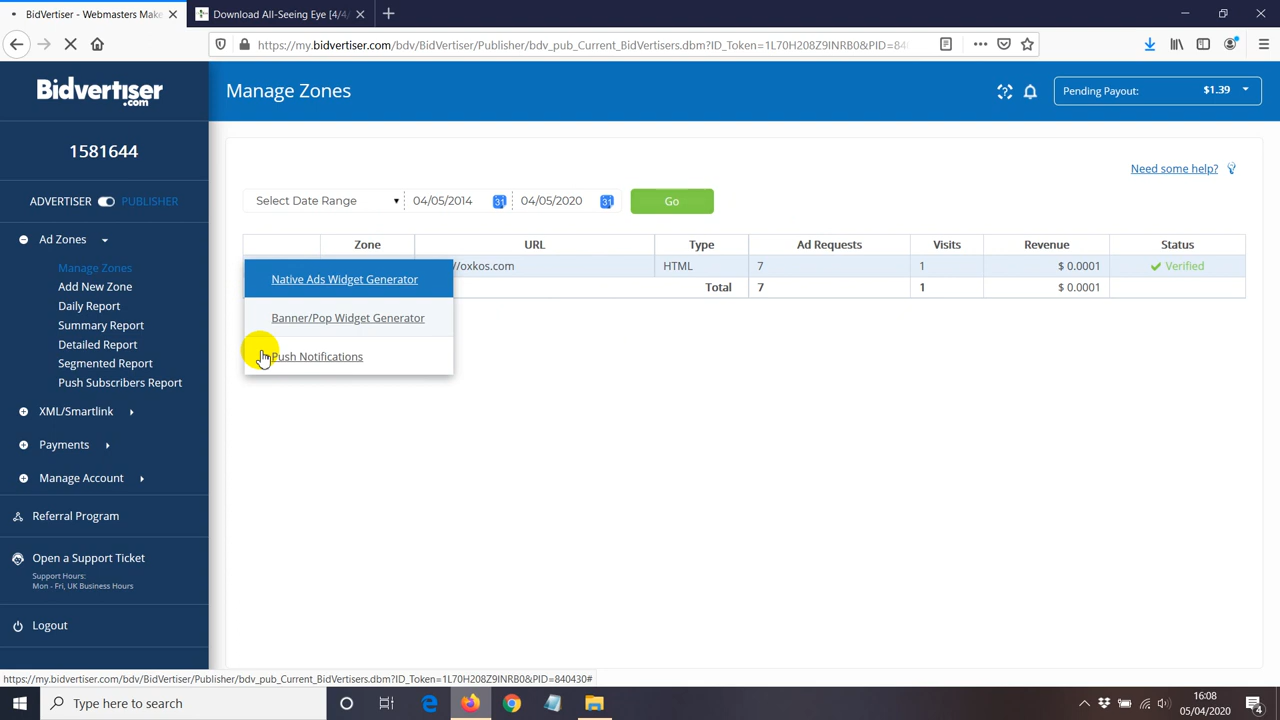 BidVertiser - Webmasters Make
Download All-Seeing Eye [4/4/
https://my.bidvertiser.com/bdv/BidVertiser/Publisher/bdv_pub_Current_BidVertisers.dbm?ID_Token=1L70H208Z9INRB0&PID=84
Bidvertiser
.com
Manage Zones
Pending Payout: $1.39
1581644
Need some help?
ADVERTISER PUBLISHER
Select Date Range 04/05/2014 31 04/05/2020 31 Go
Ad Zones
Manage Zones
Add New Zone
Daily Report
Summary Report
Detailed Report
Segmented Report
Push Subscribers Report
XML/Smartlink
Payments
Manage Account
Referral Program
Open a Support Ticket
Support Hours:
Mon - Fri, UK Business Hours
Logout
Zone URL Type Ad Requests Visits Revenue Status
//oxkos.com HTML 7 1 $ 0.0001 Verified
Total 7 1 $ 0.0001
Native Ads Widget Generator
Banner/Pop Widget Generator
Push Notifications
https://my.bidvertiser.com/bdv/BidVertiser/Publisher/bdv_pub_Current_BidVertisers.dbm?ID_Token=1L70H208Z9INRB0&PID=840430#
Type here to search
16:08
05/04/2020
4